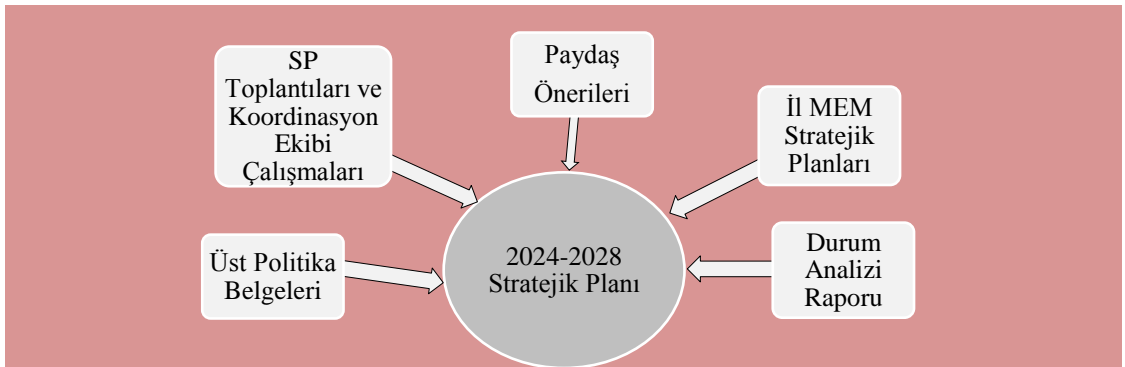 SP
Toplantıları ve
Koordinasyon
Ekibi
Çalışmaları
Paydaş
Önerileri
İl MEM
Stratejik
Planları
Üst Politika
Belgeleri
2024-2028
Stratejik Planı
Durum
Analizi
Raporu